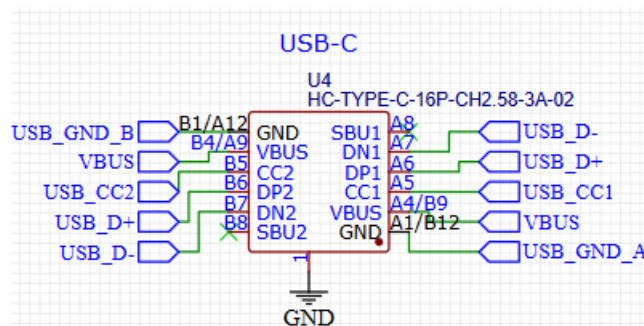 USB-C
U4
HC-TYPE-C-16P-CH2.58-3A-02
USB_GND_B B1/A12 GND SBU1 A8
VBUS B4/A9 VBUS DN1 A7 USB_D-
USB_CC2 B5 CC2 DP1 A6 USB_D+
USB_D+ B6 DP2 CC1 A5 USB_CC1
USB_D- B7 DN2 VBUS A4/B9 VBUS
B8 SBU2 GND A1/B12 USB_GND_A
1
GND